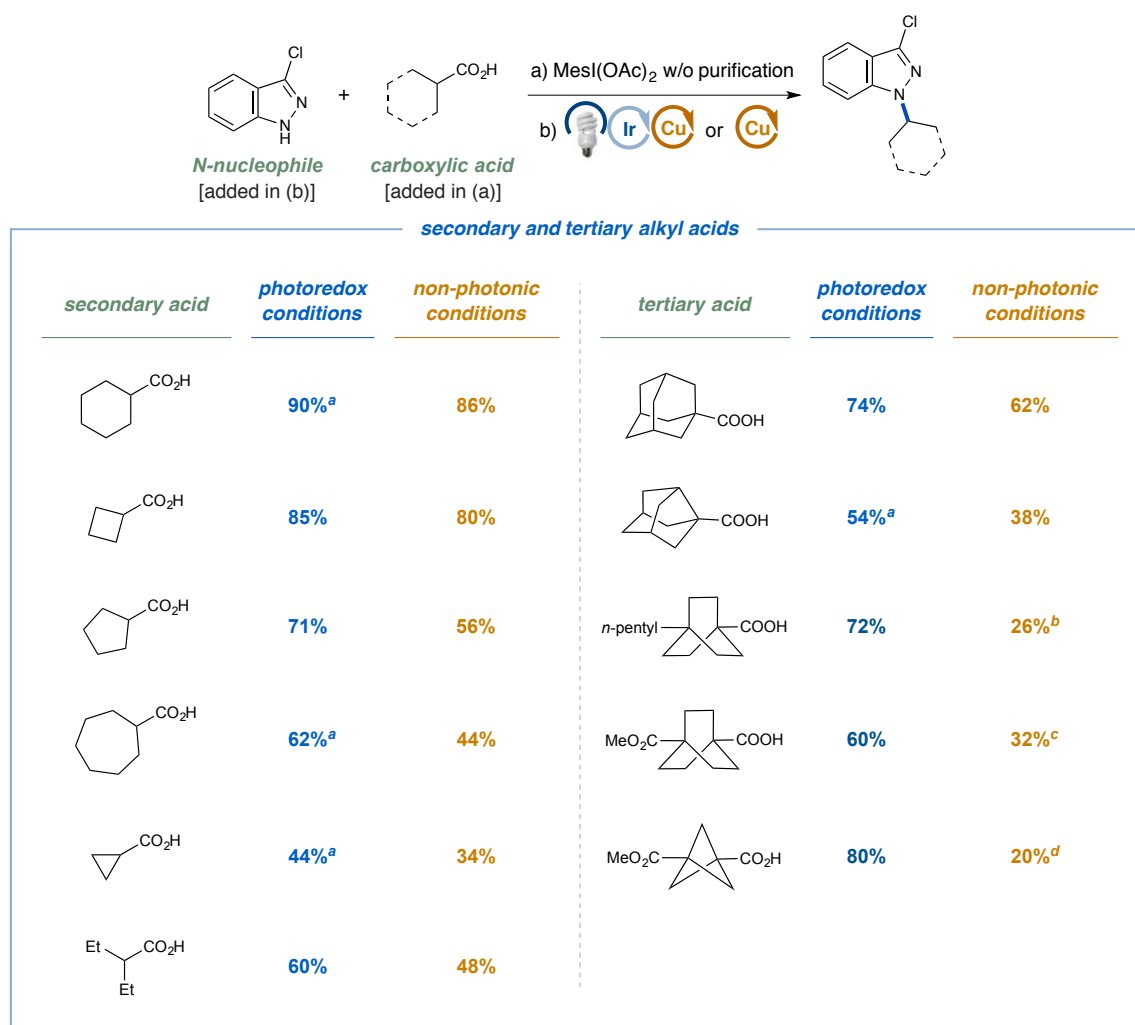 Cl
CO2H
N
N
H
+
N-nucleophile
[added in (b)]
carboxylic acid
[added in (a)]
a) MesI(OAc)2 w/o purification
b) Ir Cu or Cu
Cl
N
N
secondary and tertiary alkyl acids
secondary acid
photoredox
conditions
non-photonic
conditions
tertiary acid
photoredox
conditions
non-photonic
conditions
CO2H
90%a
86%
COOH
74%
62%
CO2H
85%
80%
COOH
54%a
38%
CO2H
71%
56%
n-pentyl
COOH
72%
26%b
CO2H
62%a
44%
MeO2C
COOH
60%
32%c
CO2H
44%a
34%
MeO2C
CO2H
80%
20%d
Et
CO2H
Et
60%
48%